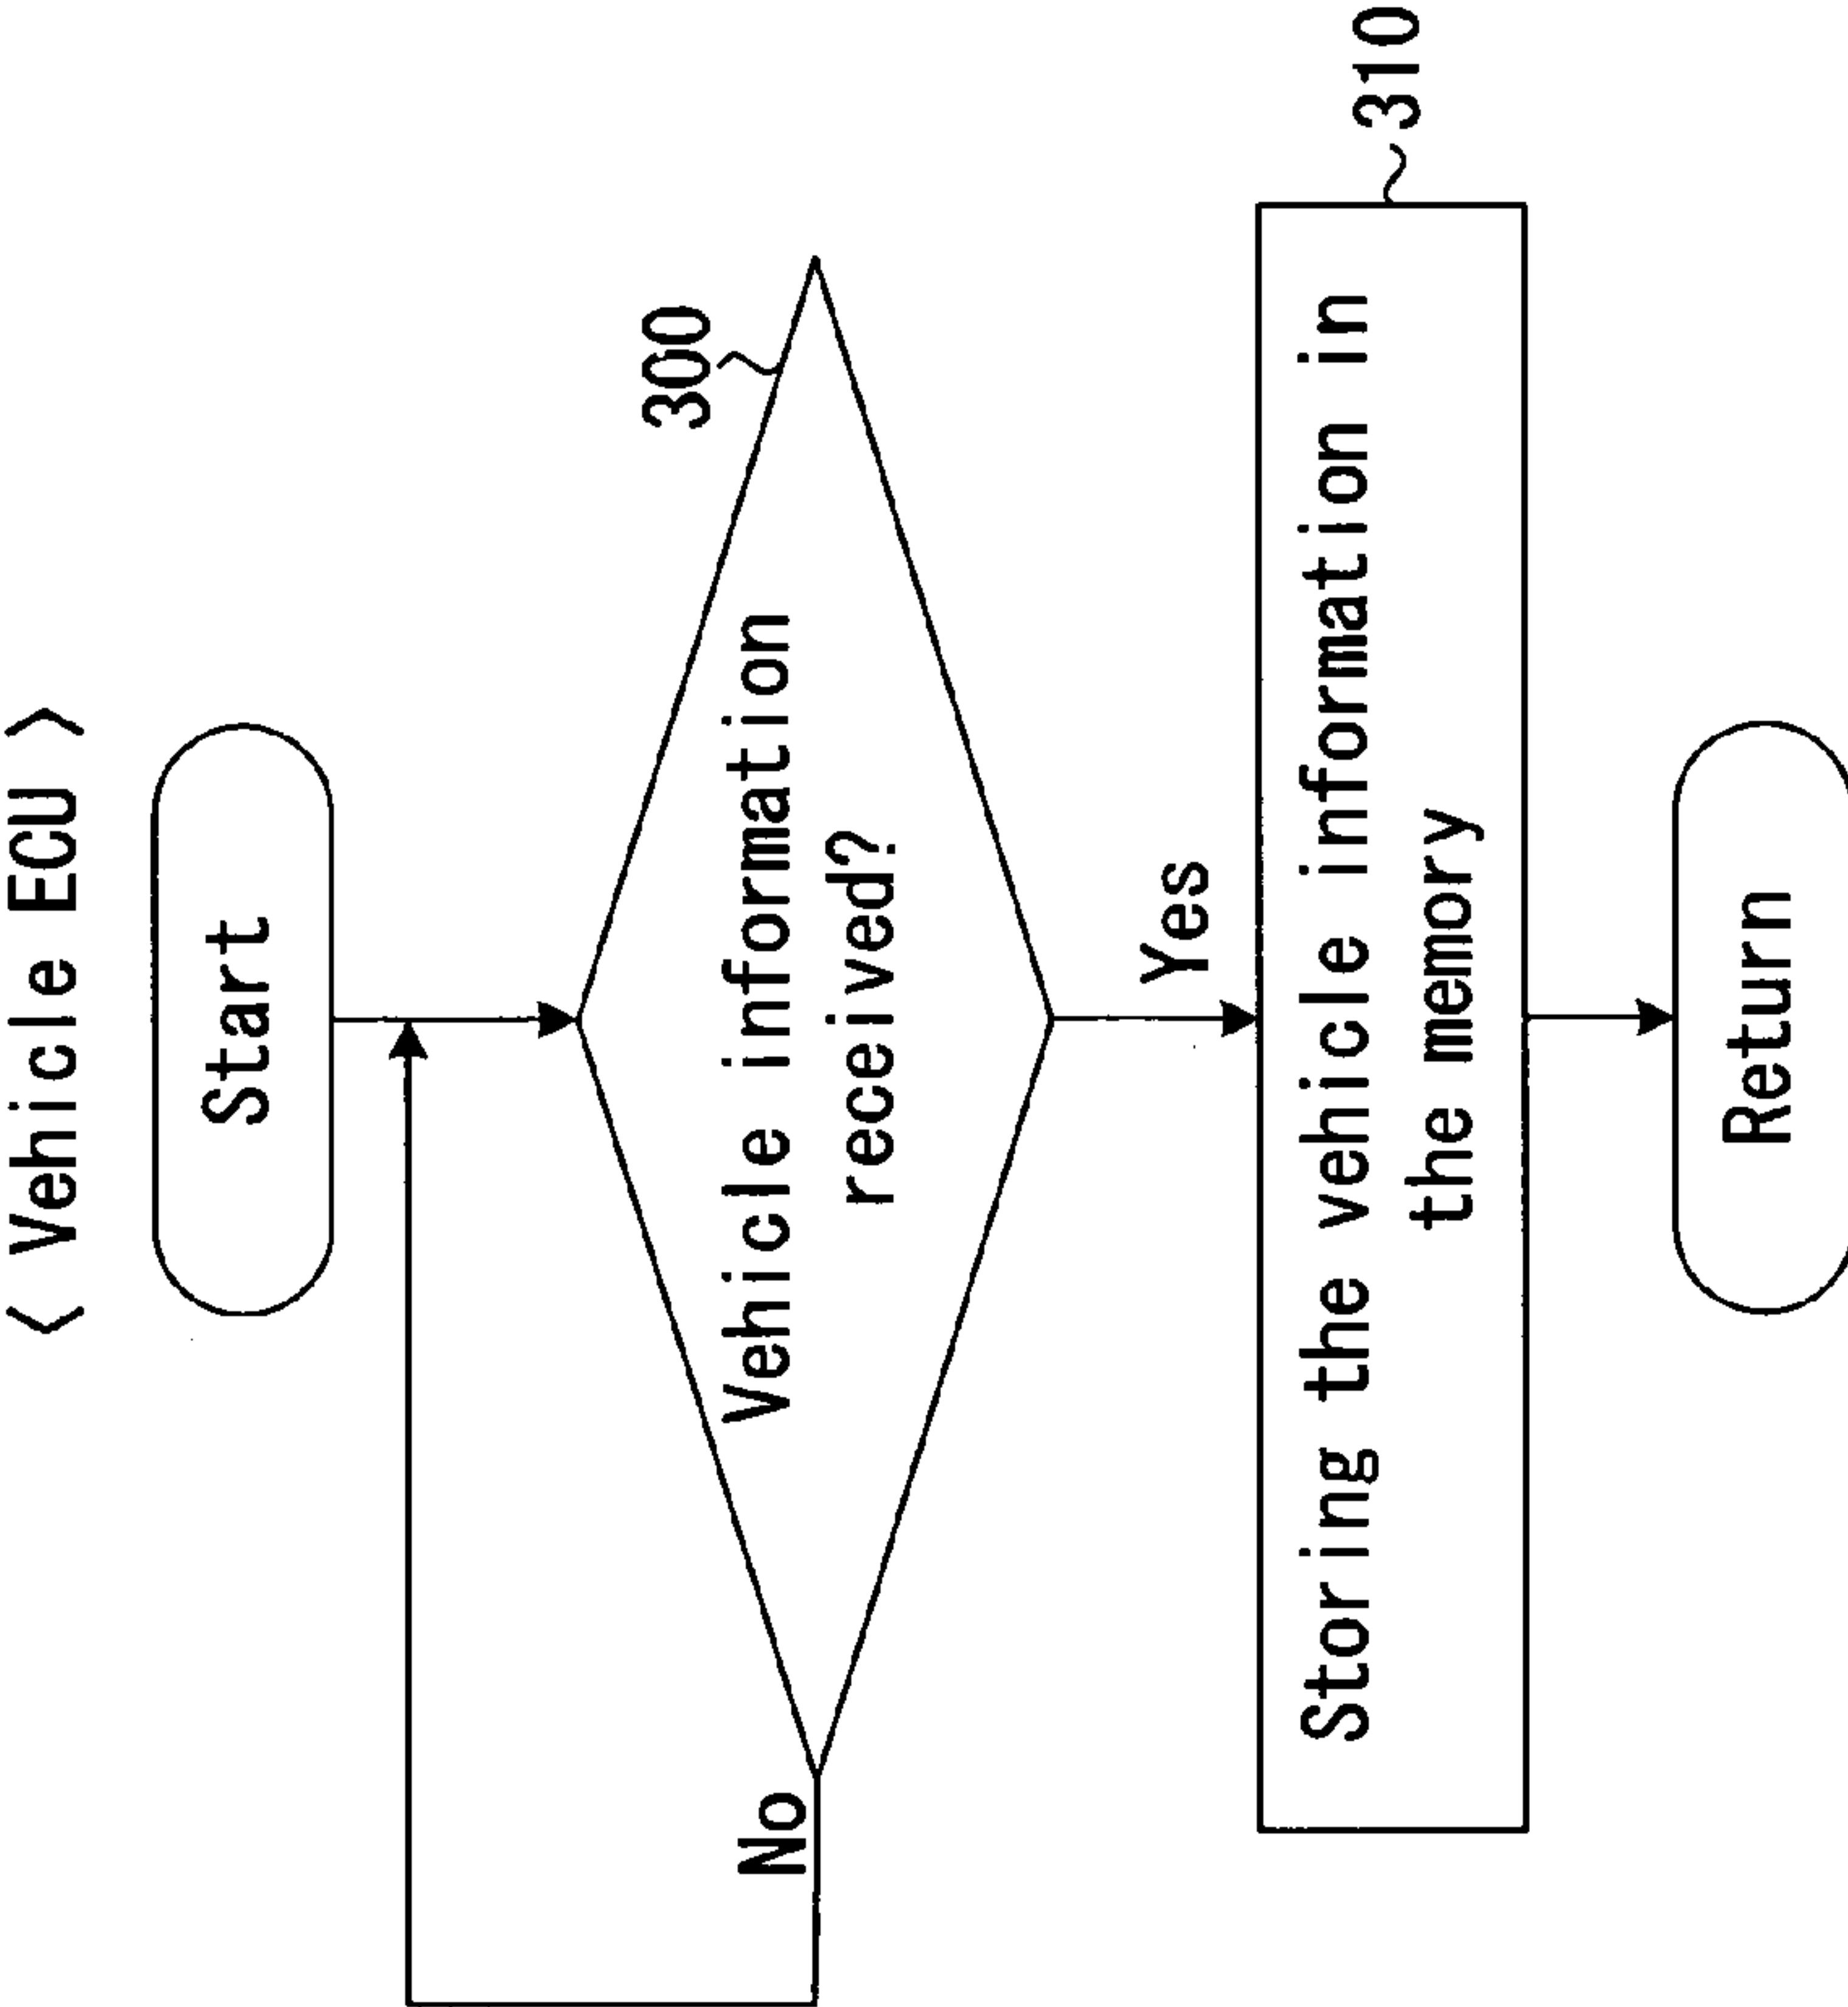 < Vehicle ECU >
Start
300
Vehicle information
received?
No
Yes
310
Storing the vehicle information in
the memory
Return